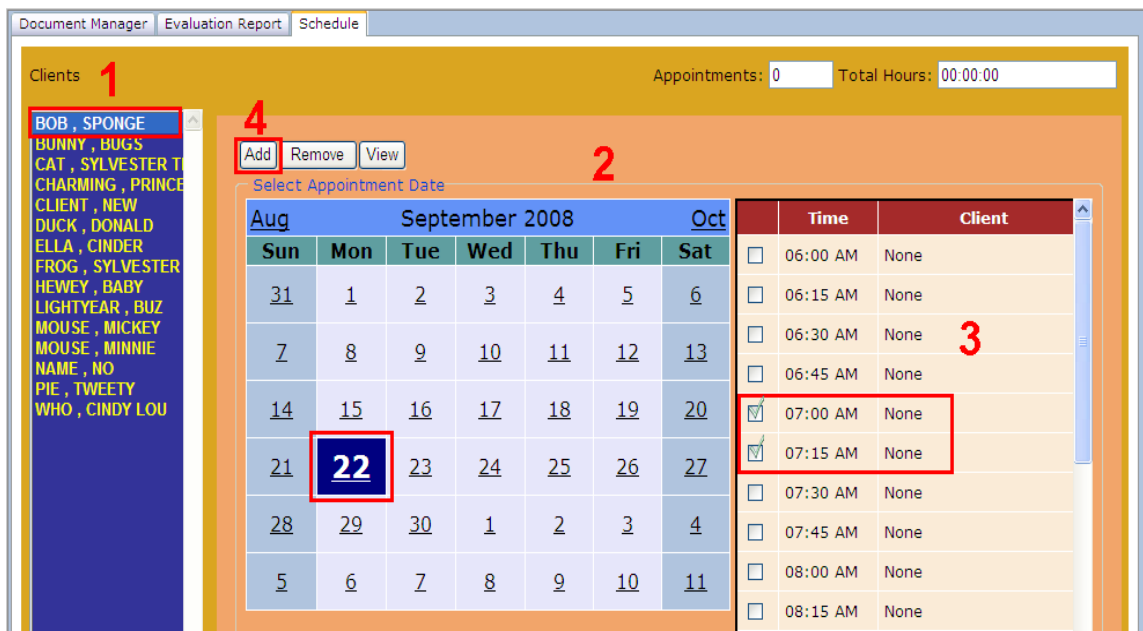 Document Manager Evaluation Report Schedule
Clients 1 Appointments: 0 Total Hours: 00:00:00
BOB , SPONGE
BUNNY , BUGS
CAT , SYLVESTER
CHARMING , PRINCE
CLIENT , NEW
DUCK , DONALD
ELLA , CINDER
FROG , SYLVESTER
HEWEY , BABY
LIGHTYEAR , BUZ
MOUSE , MICKEY
MOUSE , MINNIE
NAME , NO
PIE , TWEETY
WHO , CINDY LOU
4
Add Remove View
2
Select Appointment Date
Aug September 2008 Oct
Sun Mon Tue Wed Thu Fri Sat
31 1 2 3 4 5 6
7 8 9 10 11 12 13
14 15 16 17 18 19 20
21 22 23 24 25 26 27
28 29 30 1 2 3 4
5 6 7 8 9 10 11
Time Client
06:00 AM None
06:15 AM None
06:30 AM None
3
06:45 AM None
07:00 AM None
07:15 AM None
07:30 AM None
07:45 AM None
08:00 AM None
08:15 AM None